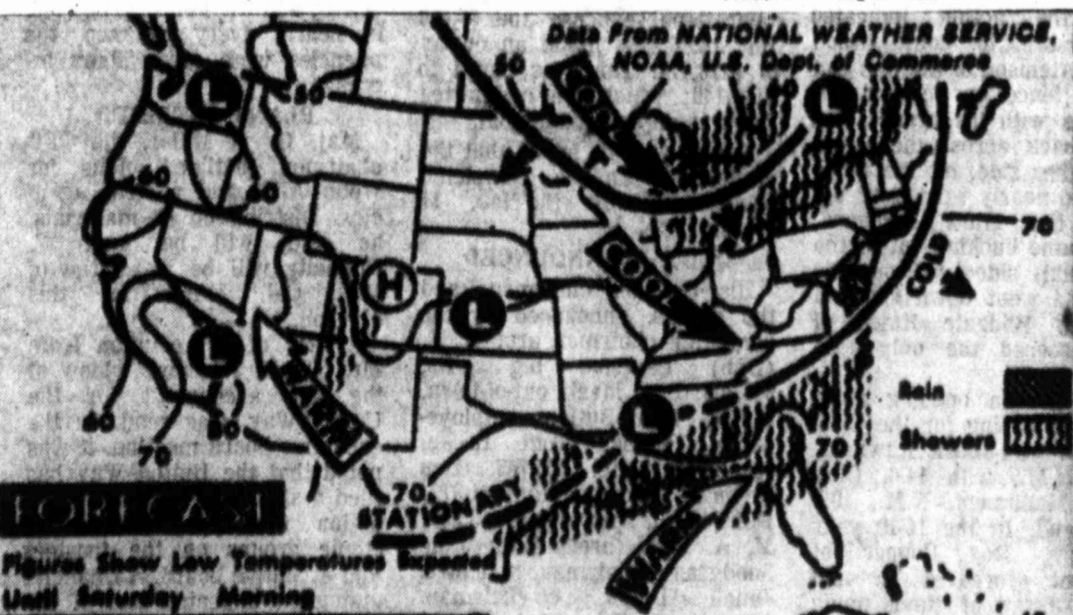 Data From NATIONAL WEATHER SERVICE,
NOAA, U.S. Dept. of Commerce
50
60
70
L
50
L
COOL
60
60
70
COLD
COOL
H
L
L
WARM
Rain
Showers
L
60
70
80
70
70
STATIONARY
WARM
FORECAST
Figures Show Low Temperatures Expected
Until Saturday Morning